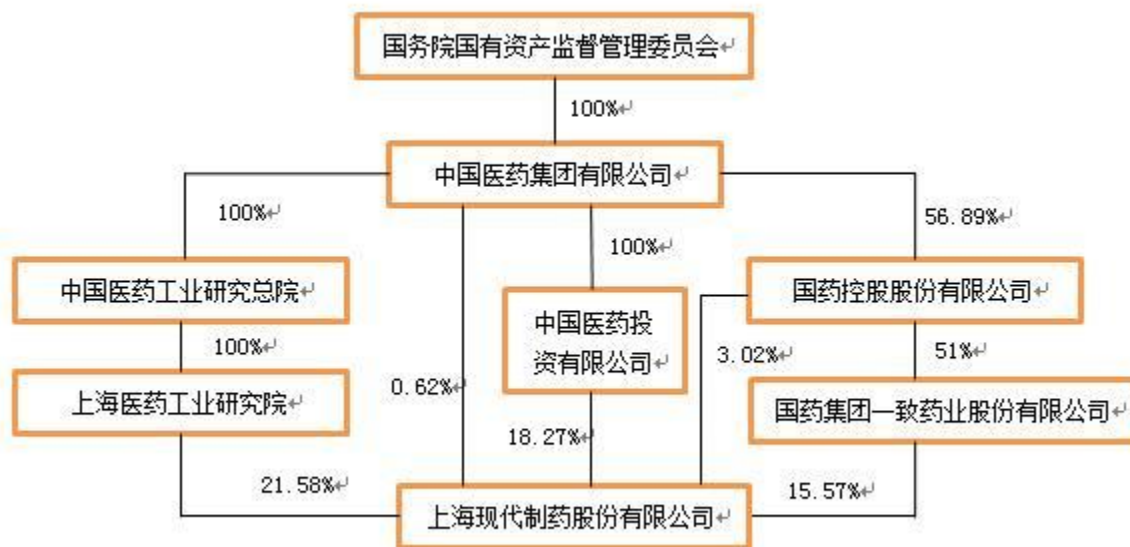 国务院国有资产监督管理委员会
100%
中国医药集团有限公司
100%
100%
56.89%
中国医药工业研究总院
中国医药投
资有限公司
国药控股股份有限公司
100%
0.62%
3.02%
51%
上海医药工业研究院
国药集团一致药业股份有限公司
18.27%
21.58%
15.57%
上海现代制药股份有限公司